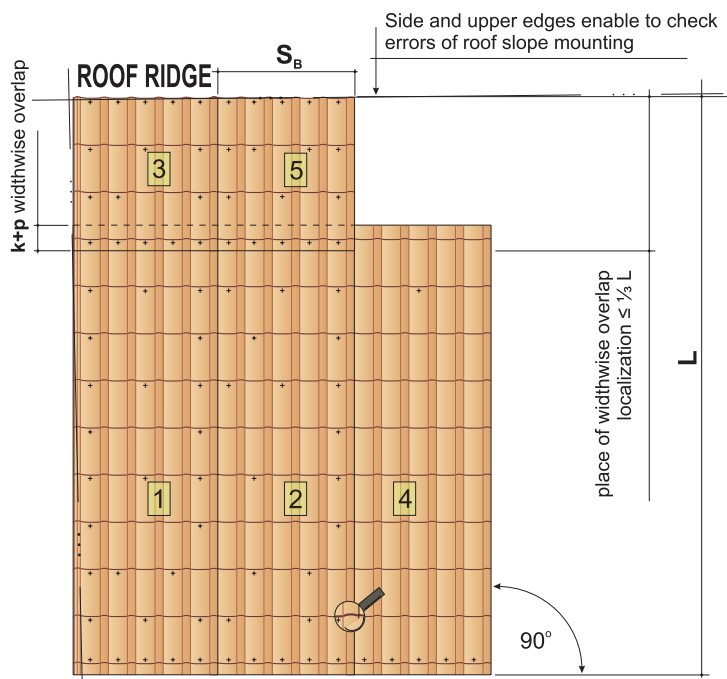 Side and upper edges enable to check
errors of roof slope mounting
ROOF RIDGE
S_B
k+p widthwise overlap
3
5
place of widthwise overlap
localization ≤ ⅓ L
L
1
2
4
90°